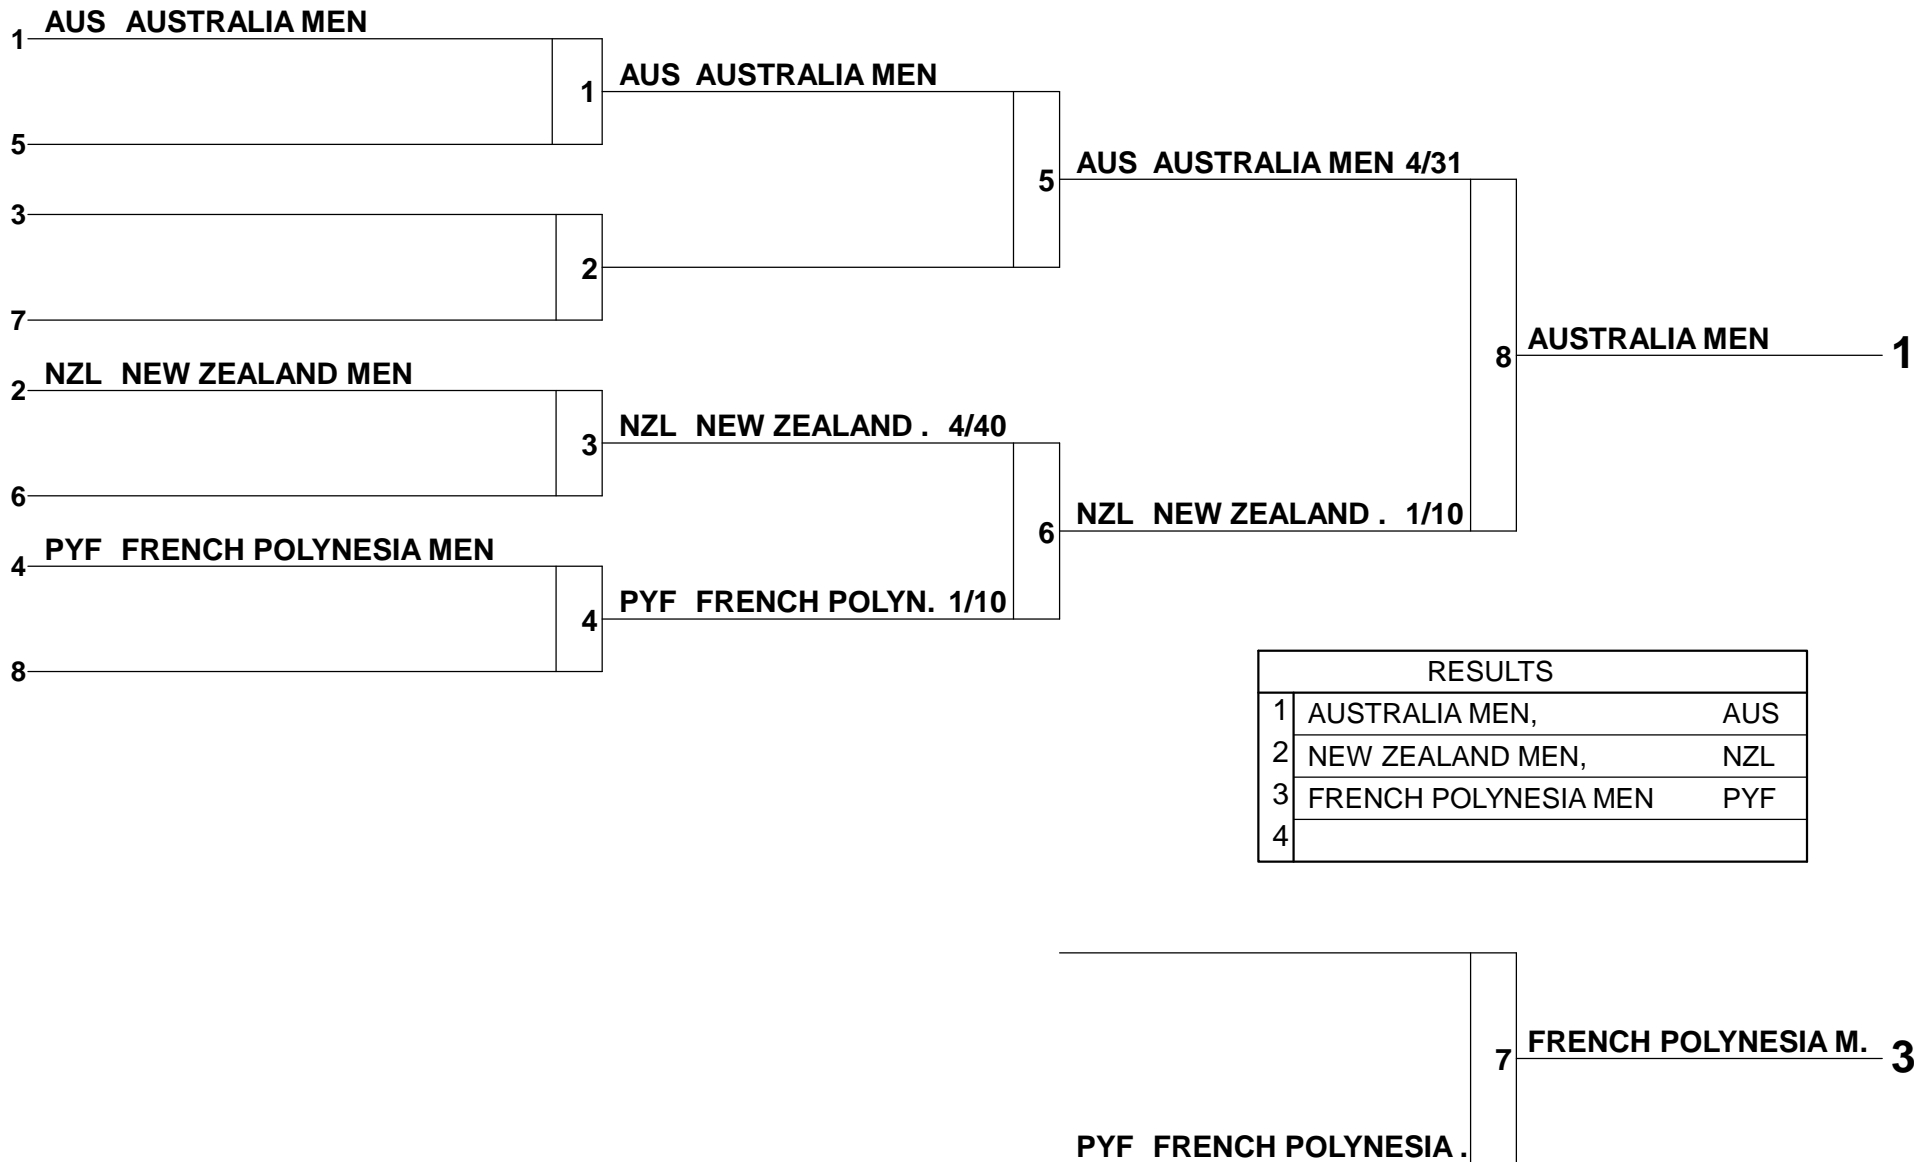 1 AUS AUSTRALIA MEN
1 AUS AUSTRALIA MEN
5
5 AUS AUSTRALIA MEN 4/31
3
2
7
8 AUSTRALIA MEN 1
2 NZL NEW ZEALAND MEN
3 NZL NEW ZEALAND . 4/40
6
6 NZL NEW ZEALAND . 1/10
4 PYF FRENCH POLYNESIA MEN
4 PYF FRENCH POLYN. 1/10
8
RESULTS
1 AUSTRALIA MEN, AUS
2 NEW ZEALAND MEN, NZL
3 FRENCH POLYNESIA MEN PYF
4
7 FRENCH POLYNESIA M. 3
PYF FRENCH POLYNESIA .